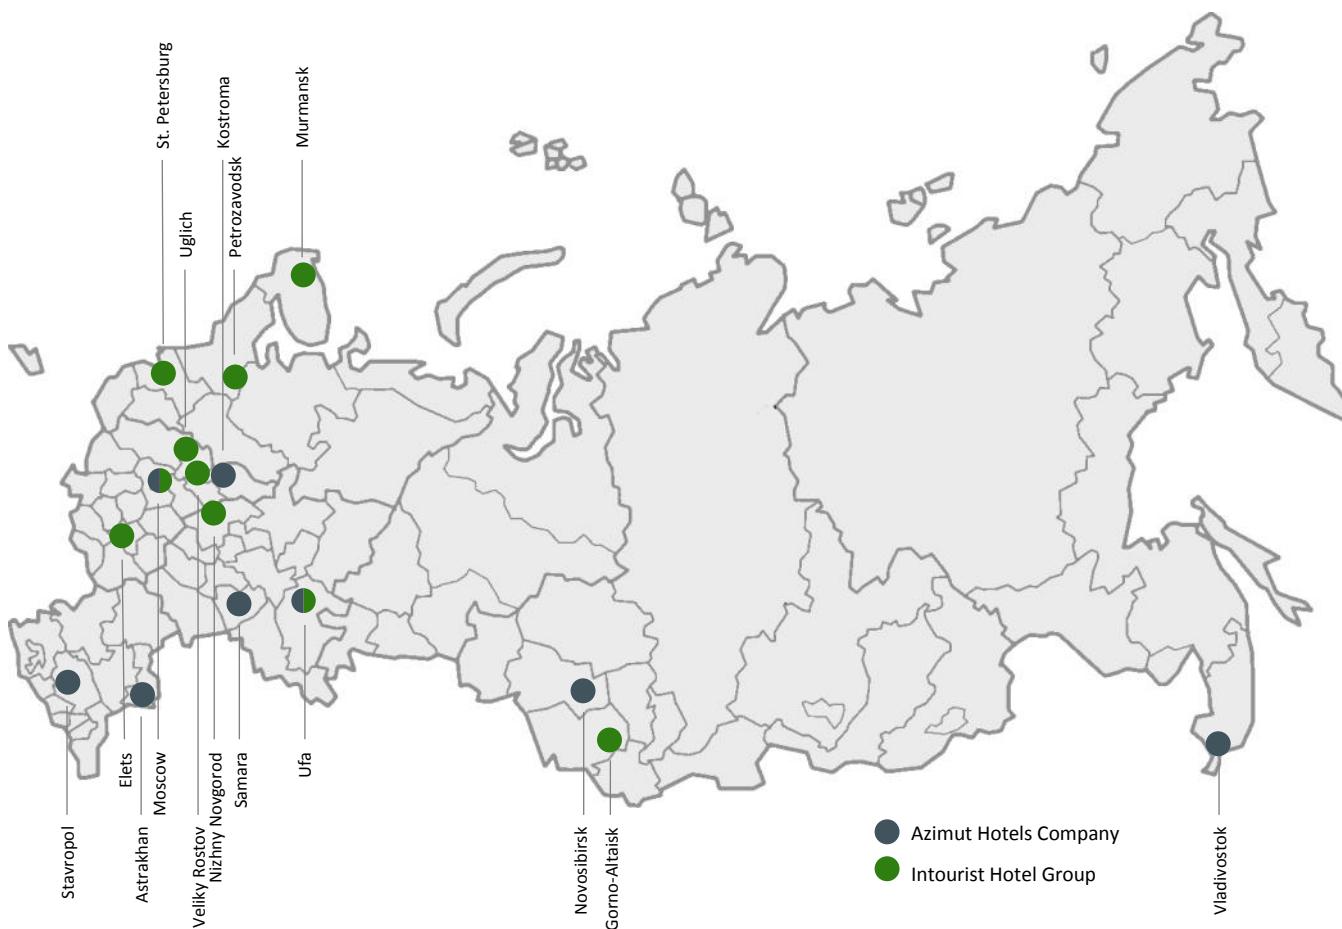 St. Petersburg
Uglich
Kostroma
Petrozavodsk
Murmansk
Stavropol
Elets
Astrakhan
Moscow
Veliky Rostov
Nizhny Novgorod
Samara
Ufa
Novosibirsk
Gorno-Altaisk
Vladivostok
Azimut Hotels Company
Intourist Hotel Group